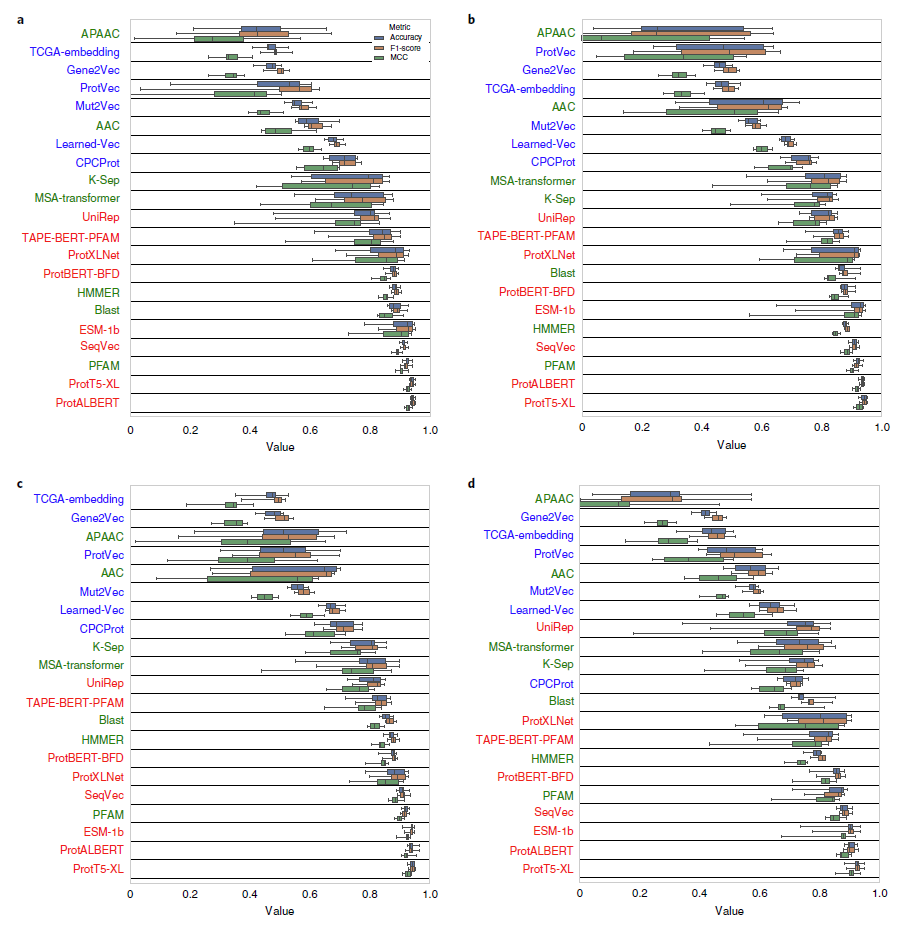 a
Metric
Accuracy
F1-score
MCC
APAAC
TCGA-embedding
Gene2Vec
ProtVec
Mut2Vec
AAC
Learned-Vec
CPCProt
K-Sep
MSA-transformer
UniRep
TAPE-BERT-PFAM
ProtXLNet
ProtBERT-BFD
HMMER
Blast
ESM-1b
SeqVec
PFAM
ProtT5-XL
ProtALBERT
0 0.2 0.4 0.6 0.8 1.0
Value
b
APAAC
ProtVec
Gene2Vec
TCGA-embedding
AAC
Mut2Vec
Learned-Vec
CPCProt
MSA-transformer
K-Sep
UniRep
TAPE-BERT-PFAM
ProtXLNet
Blast
ProtBERT-BFD
ESM-1b
HMMER
SeqVec
PFAM
ProtALBERT
ProtT5-XL
0 0.2 0.4 0.6 0.8 1.0
Value
c
TCGA-embedding
Gene2Vec
APAAC
ProtVec
AAC
Mut2Vec
Learned-Vec
CPCProt
K-Sep
MSA-transformer
UniRep
TAPE-BERT-PFAM
Blast
HMMER
ProtBERT-BFD
ProtXLNet
SeqVec
PFAM
ESM-1b
ProtALBERT
ProtT5-XL
0 0.2 0.4 0.6 0.8 1.0
Value
d
APAAC
Gene2Vec
TCGA-embedding
ProtVec
AAC
Mut2Vec
Learned-Vec
UniRep
MSA-transformer
K-Sep
CPCProt
Blast
ProtXLNet
TAPE-BERT-PFAM
HMMER
ProtBERT-BFD
PFAM
SeqVec
ESM-1b
ProtALBERT
ProtT5-XL
0 0.2 0.4 0.6 0.8 1.0
Value